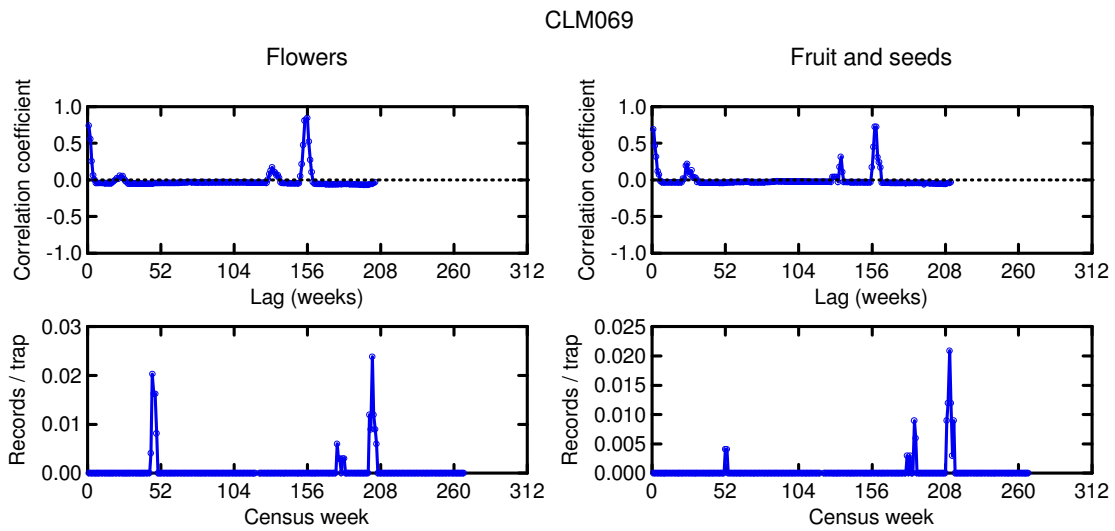 CLM069
Flowers
Fruit and seeds
Correlation coefficient
1.0
0.5
0.0
-0.5
-1.0
0 52 104 156 208 260 312
Lag (weeks)
Correlation coefficient
1.0
0.5
0.0
-0.5
-1.0
0 52 104 156 208 260 312
Lag (weeks)
Records / trap
0.03
0.02
0.01
0.00
0 52 104 156 208 260 312
Census week
Records / trap
0.025
0.020
0.015
0.010
0.005
0.000
0 52 104 156 208 260 312
Census week